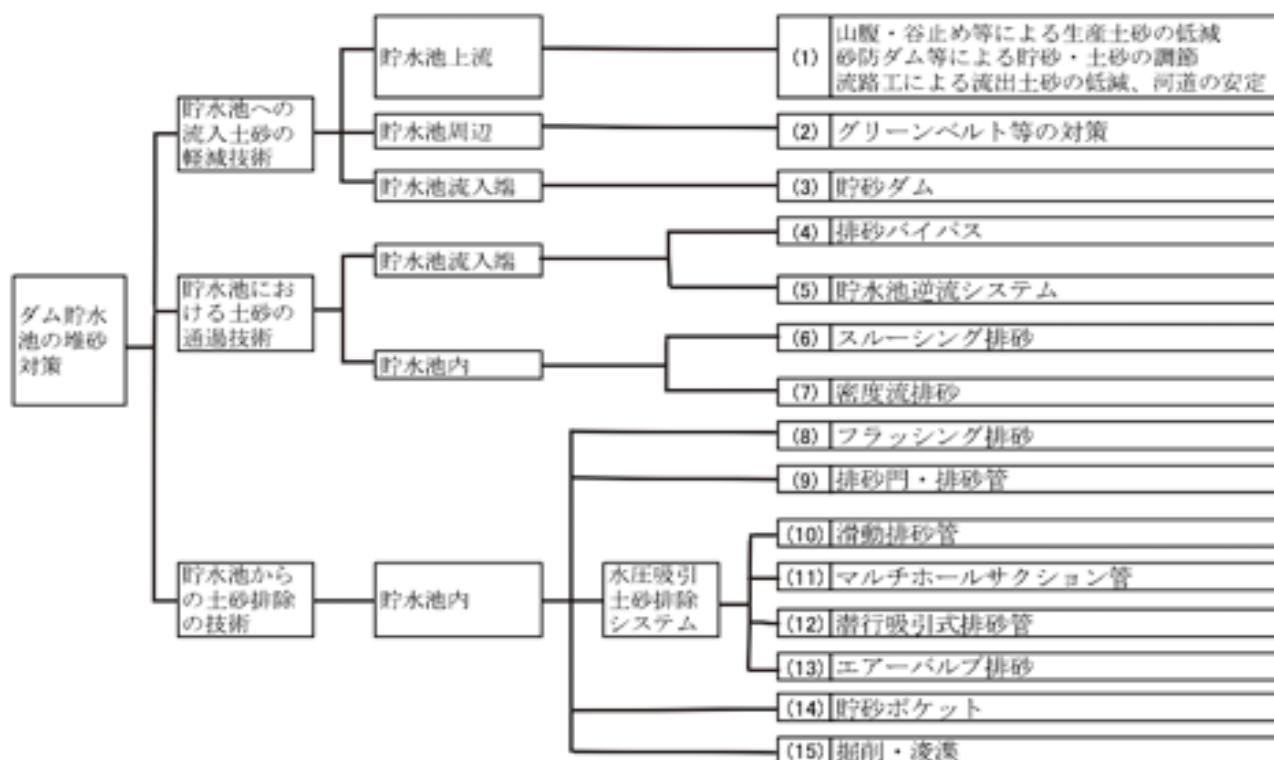 ダム貯水
池の堆砂
対策
貯水池への
流入土砂の
軽減技術
貯水池上流
(1) 山腹・谷止め等による生産土砂の低減
砂防ダム等による貯砂・土砂の調節
流路工による流出土砂の低減、河道の安定
貯水池周辺
(2) グリーンベルト等の対策
貯水池流入端
(3) 貯砂ダム
貯水池にお
ける土砂の
通過技術
貯水池流入端
(4) 排砂バイパス
(5) 貯水池逆流システム
貯水池内
(6) スルーシング排砂
(7) 密度流排砂
貯水池から
の土砂排除
の技術
貯水池内
(8) フラッシング排砂
(9) 排砂門・排砂管
水圧吸引
土砂排除
システム
(10) 滑動排砂管
(11) マルチホールサクション管
(12) 潜行吸引式排砂管
(13) エアーバルブ排砂
(14) 貯砂ポケット
(15) 掘削・浚渫